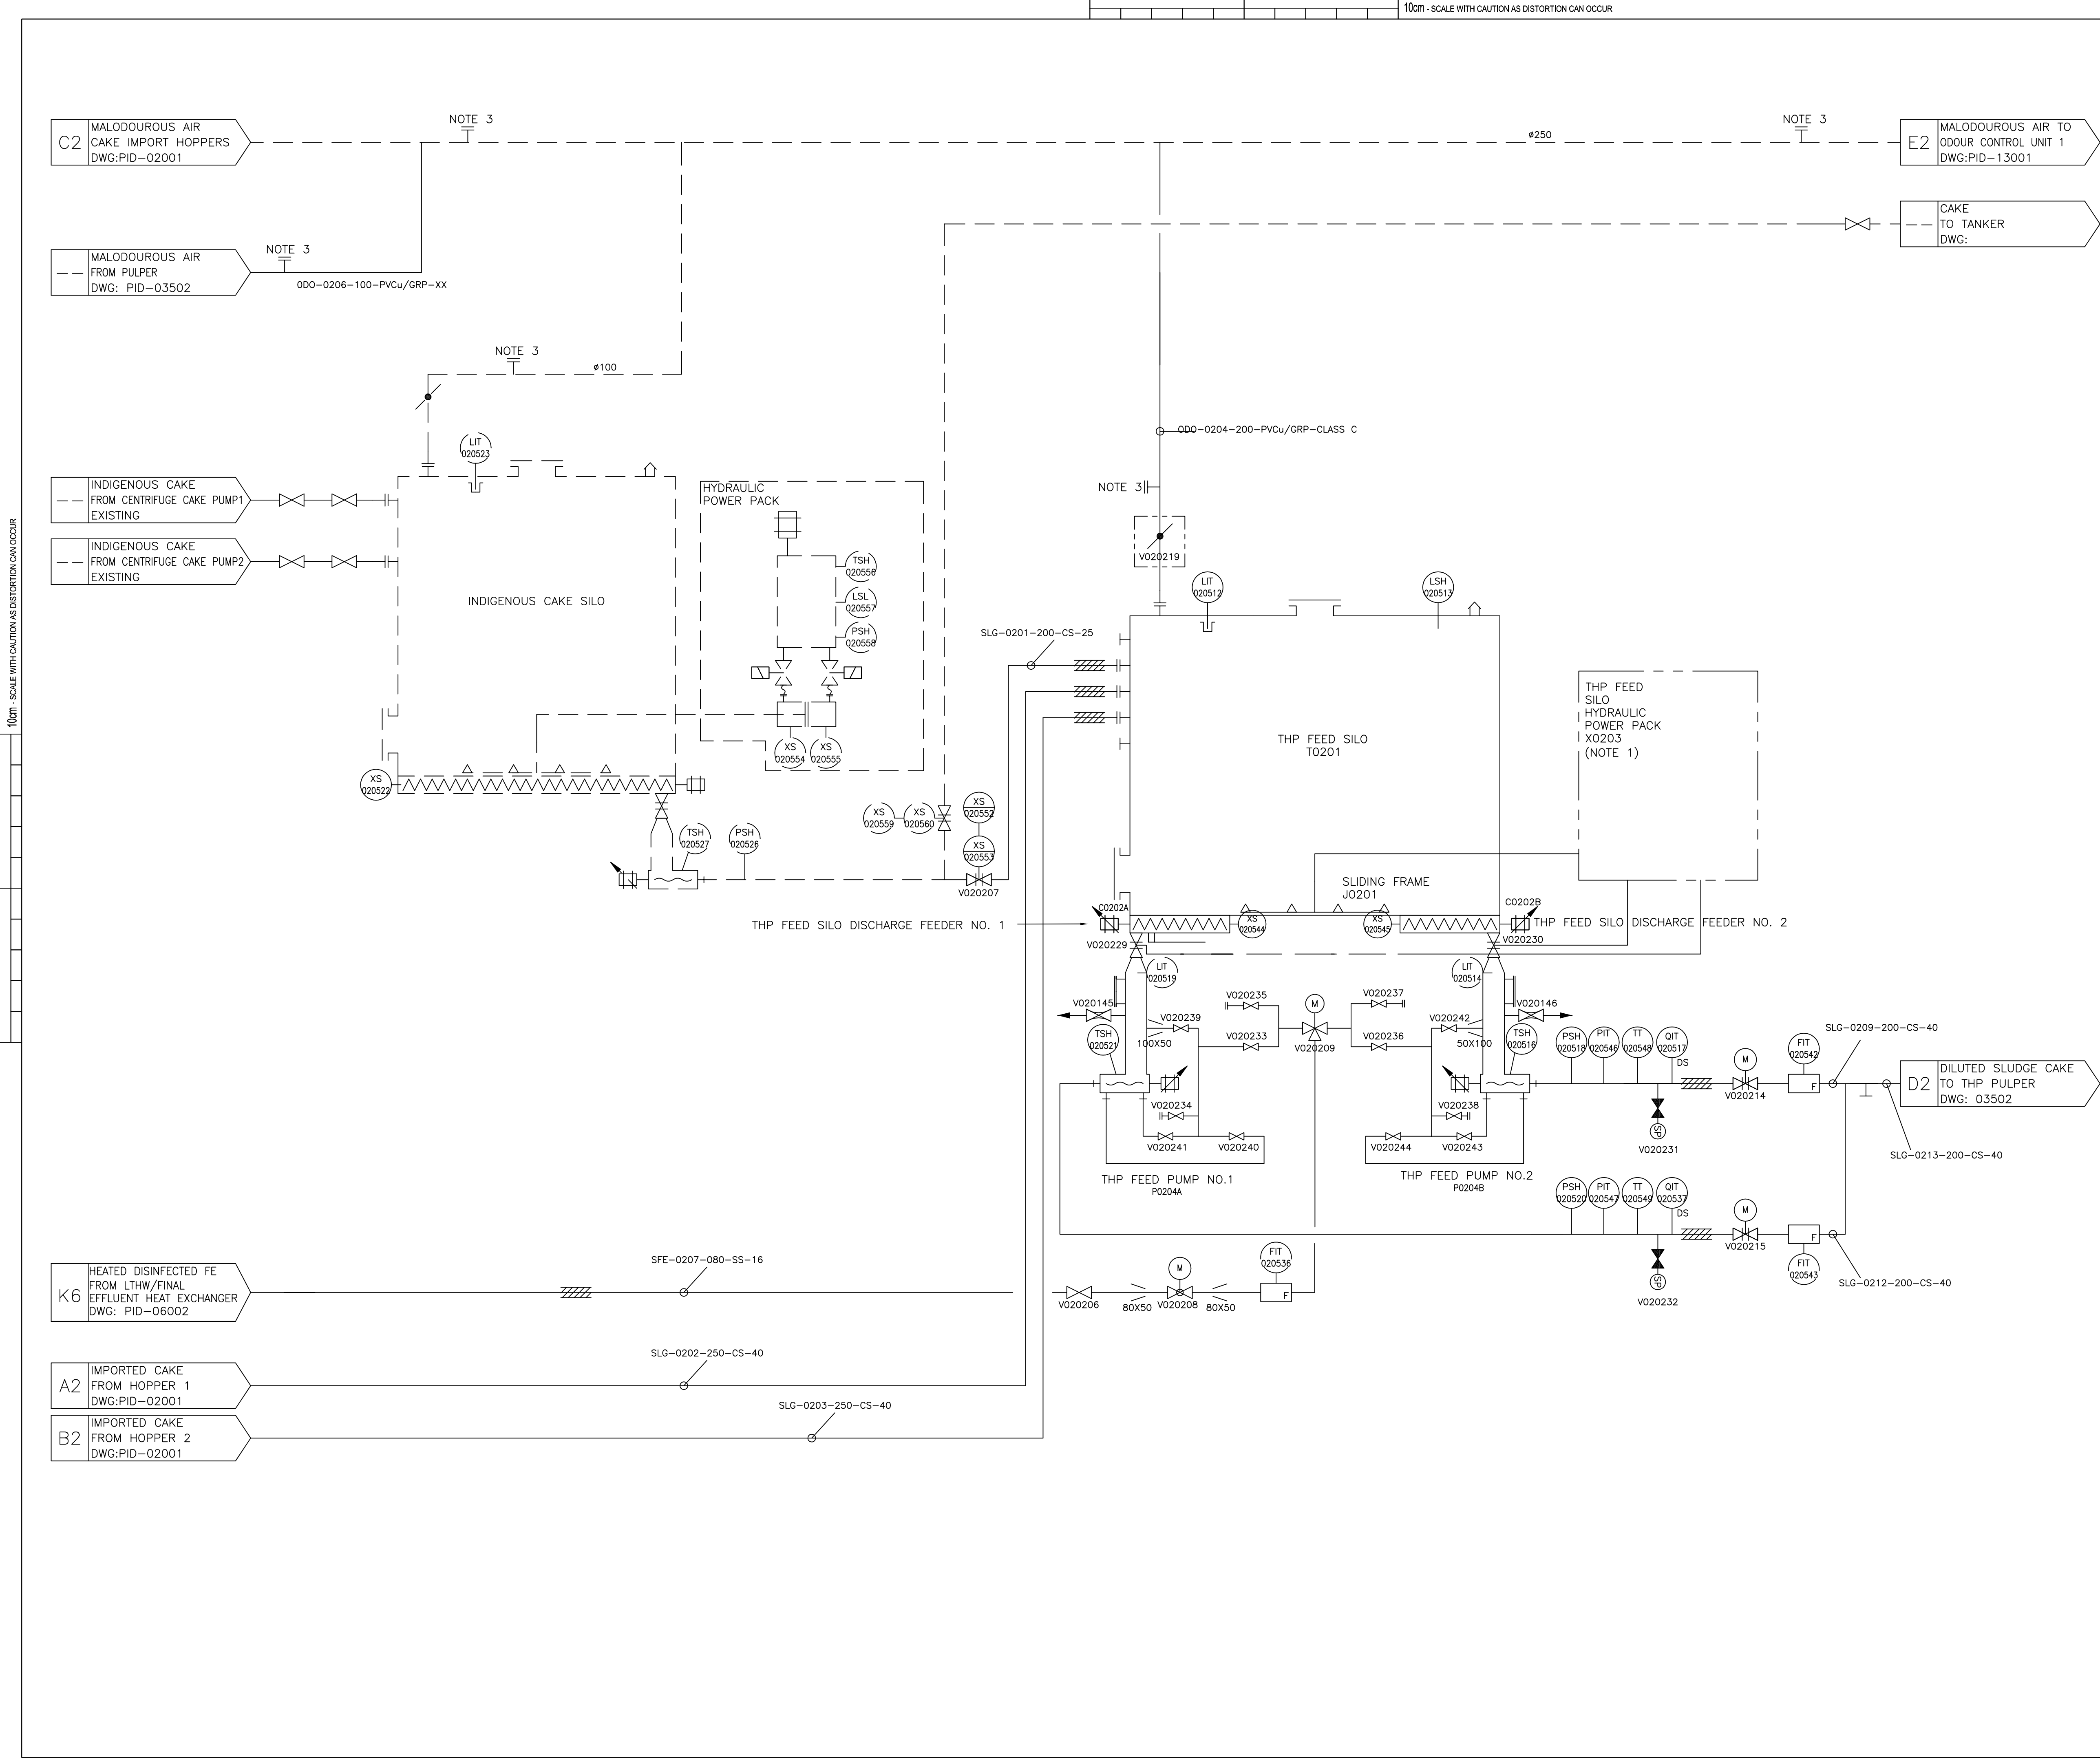 10cm - SCALE WITH CAUTION AS DISTORTION CAN OCCUR
10cm - SCALE WITH CAUTION AS DISTORTION CAN OCCUR
C2
MALODOUROUS AIR
CAKE IMPORT HOPPERS
DWG:PID-02001
NOTE 3
ø250
NOTE 3
E2
MALODOUROUS AIR TO
ODOUR CONTROL UNIT 1
DWG:PID-13001
CAKE
TO TANKER
DWG:
MALODOUROUS AIR
FROM PULPER
DWG: PID-03502
NOTE 3
ODO-0206-100-PVCu/GRP-XX
NOTE 3
ø100
ODO-0204-200-PVCu/GRP-CLASS C
NOTE 3
V020219
INDIGENOUS CAKE
FROM CENTRIFUGE CAKE PUMP1
EXISTING
INDIGENOUS CAKE
FROM CENTRIFUGE CAKE PUMP2
EXISTING
LIT
020523
INDIGENOUS CAKE SILO
XS
020522
HYDRAULIC
POWER PACK
TSH
020556
LSL
020557
PSH
020558
XS
020554
XS
020555
TSH
020527
PSH
020526
XS
020559
XS
020560
XS
020552
XS
020553
V020207
SLG-0201-200-CS-25
LIT
020512
LSH
020513
THP FEED SILO
T0201
THP FEED
SILO
HYDRAULIC
POWER PACK
X0203
(NOTE 1)
SLIDING FRAME
J0201
C0202A
C0202B
THP FEED SILO DISCHARGE FEEDER NO. 1
XS
020544
XS
020545
THP FEED SILO DISCHARGE FEEDER NO. 2
V020229
V020230
LIT
020519
LIT
020514
V020145
V020146
V020235
V020237
M
V020239
V020233
V020209
V020236
V020242
100X50
50X100
TSH
020521
TSH
020516
V020234
V020238
V020241
V020240
V020244
V020243
THP FEED PUMP NO.1
P0204A
THP FEED PUMP NO.2
P0204B
PSH
020518
PIT
020546
TT
020548
QIT
020517
DS
M
V020214
FIT
020542
F
SLG-0209-200-CS-40
D2
DILUTED SLUDGE CAKE
TO THP PULPER
DWG: 03502
SP
V020231
SLG-0213-200-CS-40
PSH
020520
PIT
020547
TT
020549
QIT
020537
DS
M
V020215
F
FIT
020543
SLG-0212-200-CS-40
SP
V020232
K6
HEATED DISINFECTED FE
FROM LTHW/FINAL
EFFLUENT HEAT EXCHANGER
DWG: PID-06002
SFE-0207-080-SS-16
V020206
80X50
M
V020208
80X50
FIT
020536
F
A2
IMPORTED CAKE
FROM HOPPER 1
DWG:PID-02001
SLG-0202-250-CS-40
B2
IMPORTED CAKE
FROM HOPPER 2
DWG:PID-02001
SLG-0203-250-CS-40